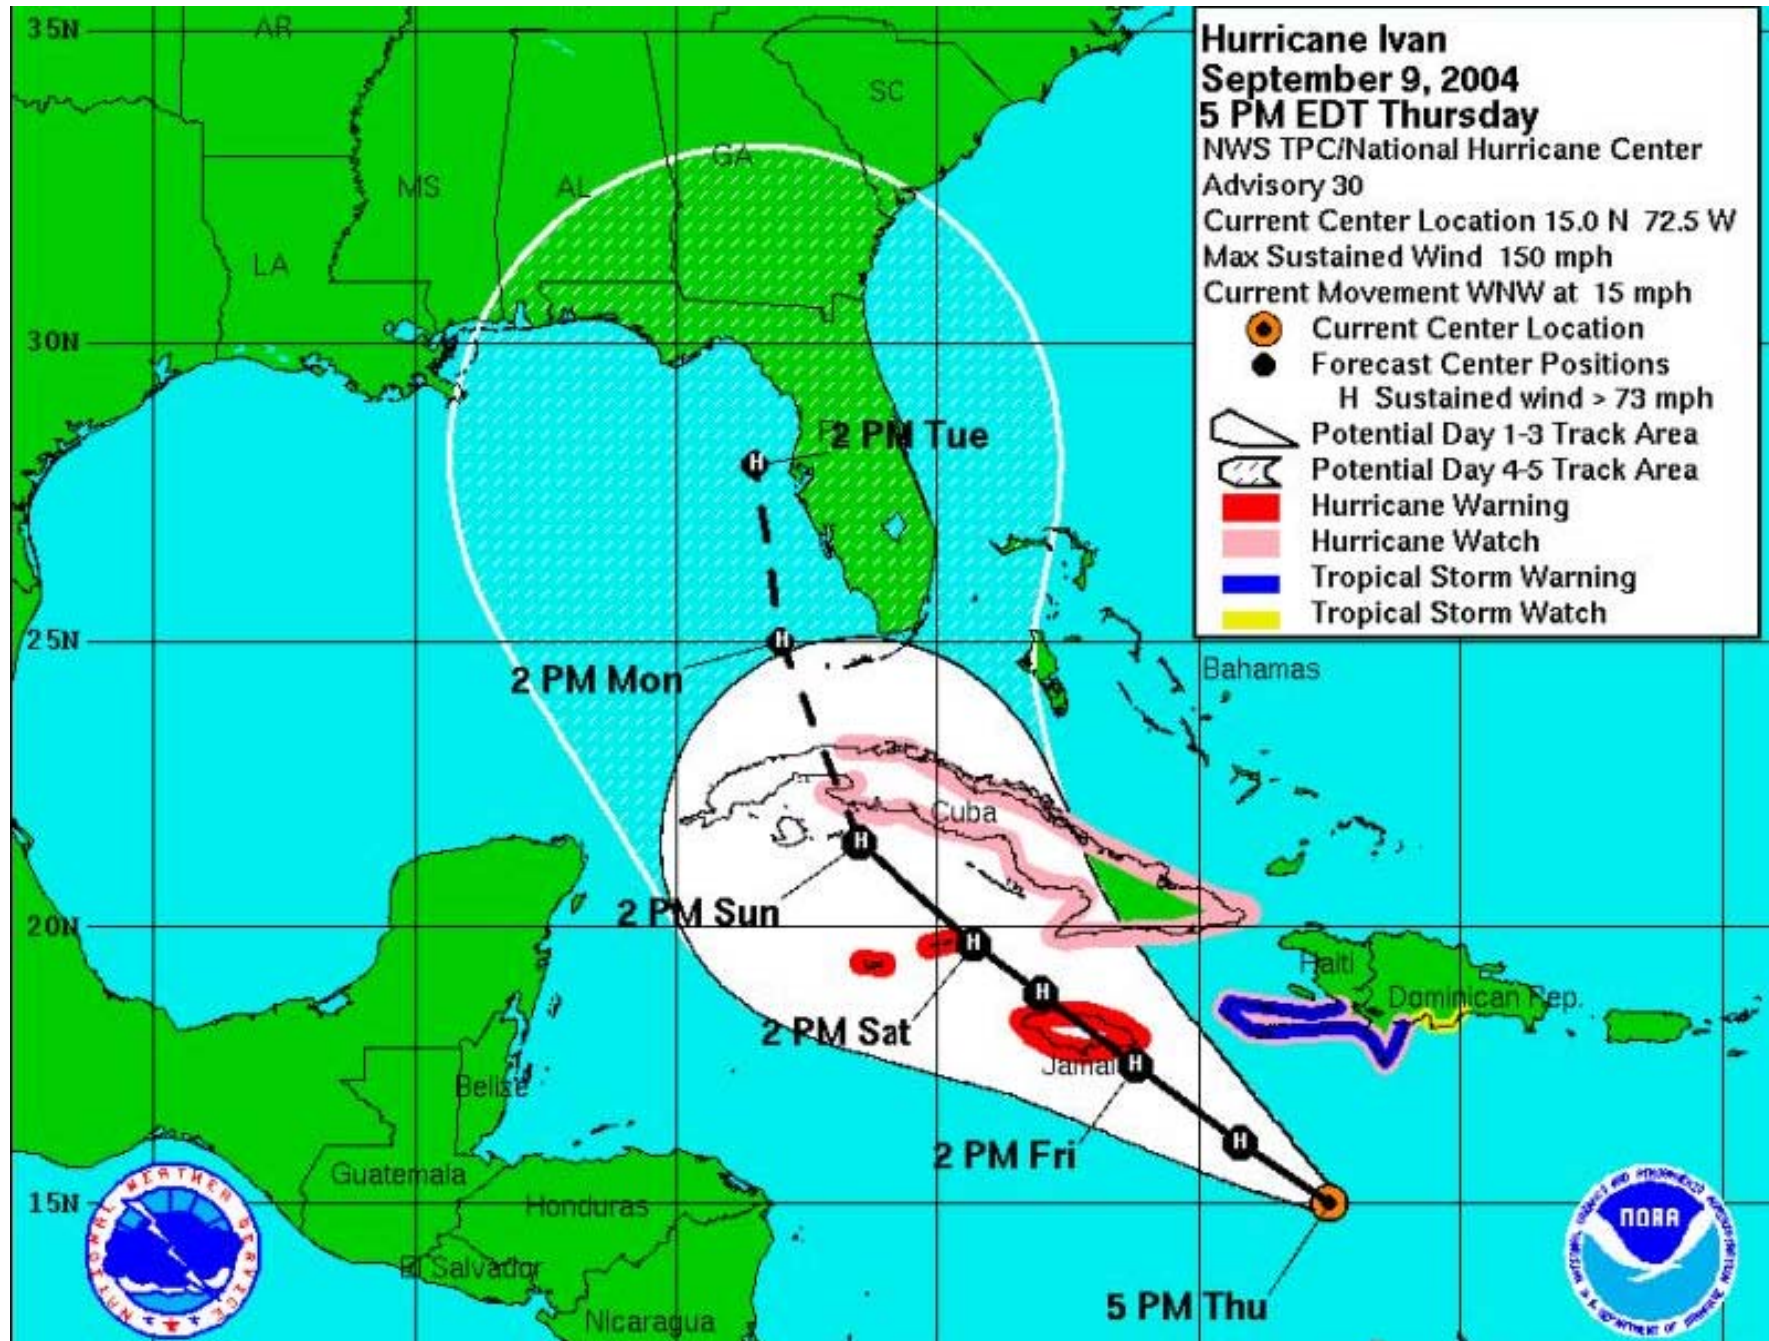 35N
AR
SC
GA
MS
AL
LA
30N
25N
20N
15N
Hurricane Ivan
September 9, 2004
5 PM EDT Thursday
NWS TPC/National Hurricane Center
Advisory 30
Current Center Location 15.0 N 72.5 W
Max Sustained Wind 150 mph
Current Movement WNW at 15 mph
Current Center Location
Forecast Center Positions
H Sustained wind > 73 mph
Potential Day 1-3 Track Area
Potential Day 4-5 Track Area
Hurricane Warning
Hurricane Watch
Tropical Storm Warning
Tropical Storm Watch
2 PM Tue
H
H
2 PM Mon
Bahamas
Cuba
H
2 PM Sun
H
Haiti
Dominican Rep.
H
2 PM Sat
H
Belize
2 PM Fri
H
Guatemala
Honduras
El Salvador
Nicaragua
5 PM Thu
NATIONAL WEATHER SERVICE
NOAA